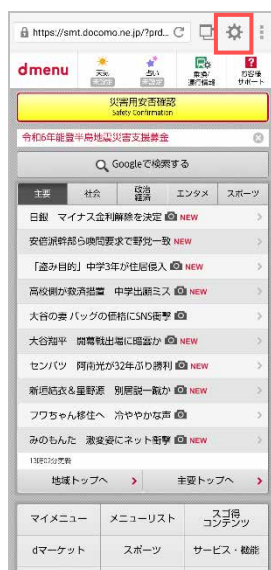 https://smt.docomo.ne.jp/?prd...
dmenu
天気
未設定
占い
未設定
乗換/
運行情報
?
お客様
サポート
災害用安否確認
Safety Confirmation
令和6年能登半島地震災害支援募金
Googleで検索する
主要 社会 政治
経済 エンタメ スポーツ
日銀 マイナス金利解除を決定 NEW
安倍派幹部ら喚問要求で野党一致 NEW
「盗み目的」中学3年が住居侵入 NEW
高校側が救済措置 中学出願ミス NEW
大谷の妻 バッグの価格にSNS衝撃
大谷翔平 開幕戦出場に暗雲か NEW
センバツ 阿南光が32年ぶり勝利 NEW
新垣結衣&星野源 別居説一蹴か NEW
フワちゃん移住へ 冷ややかな声
みのもんた 激変姿にネット衝撃 NEW
13時02分更新
地域トップへ 主要トップへ
マイメニュー メニューリスト スゴ得
コンテンツ
dマーケット スポーツ サービス・機能